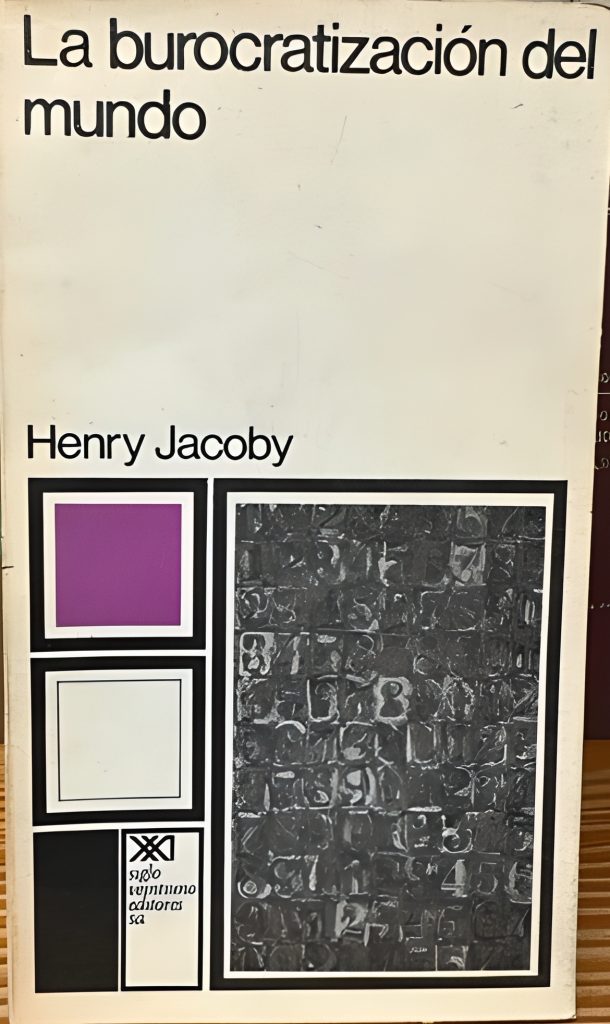 La burocratización del
mundo
Henry Jacoby
siglo
veintiuno
editores
sa